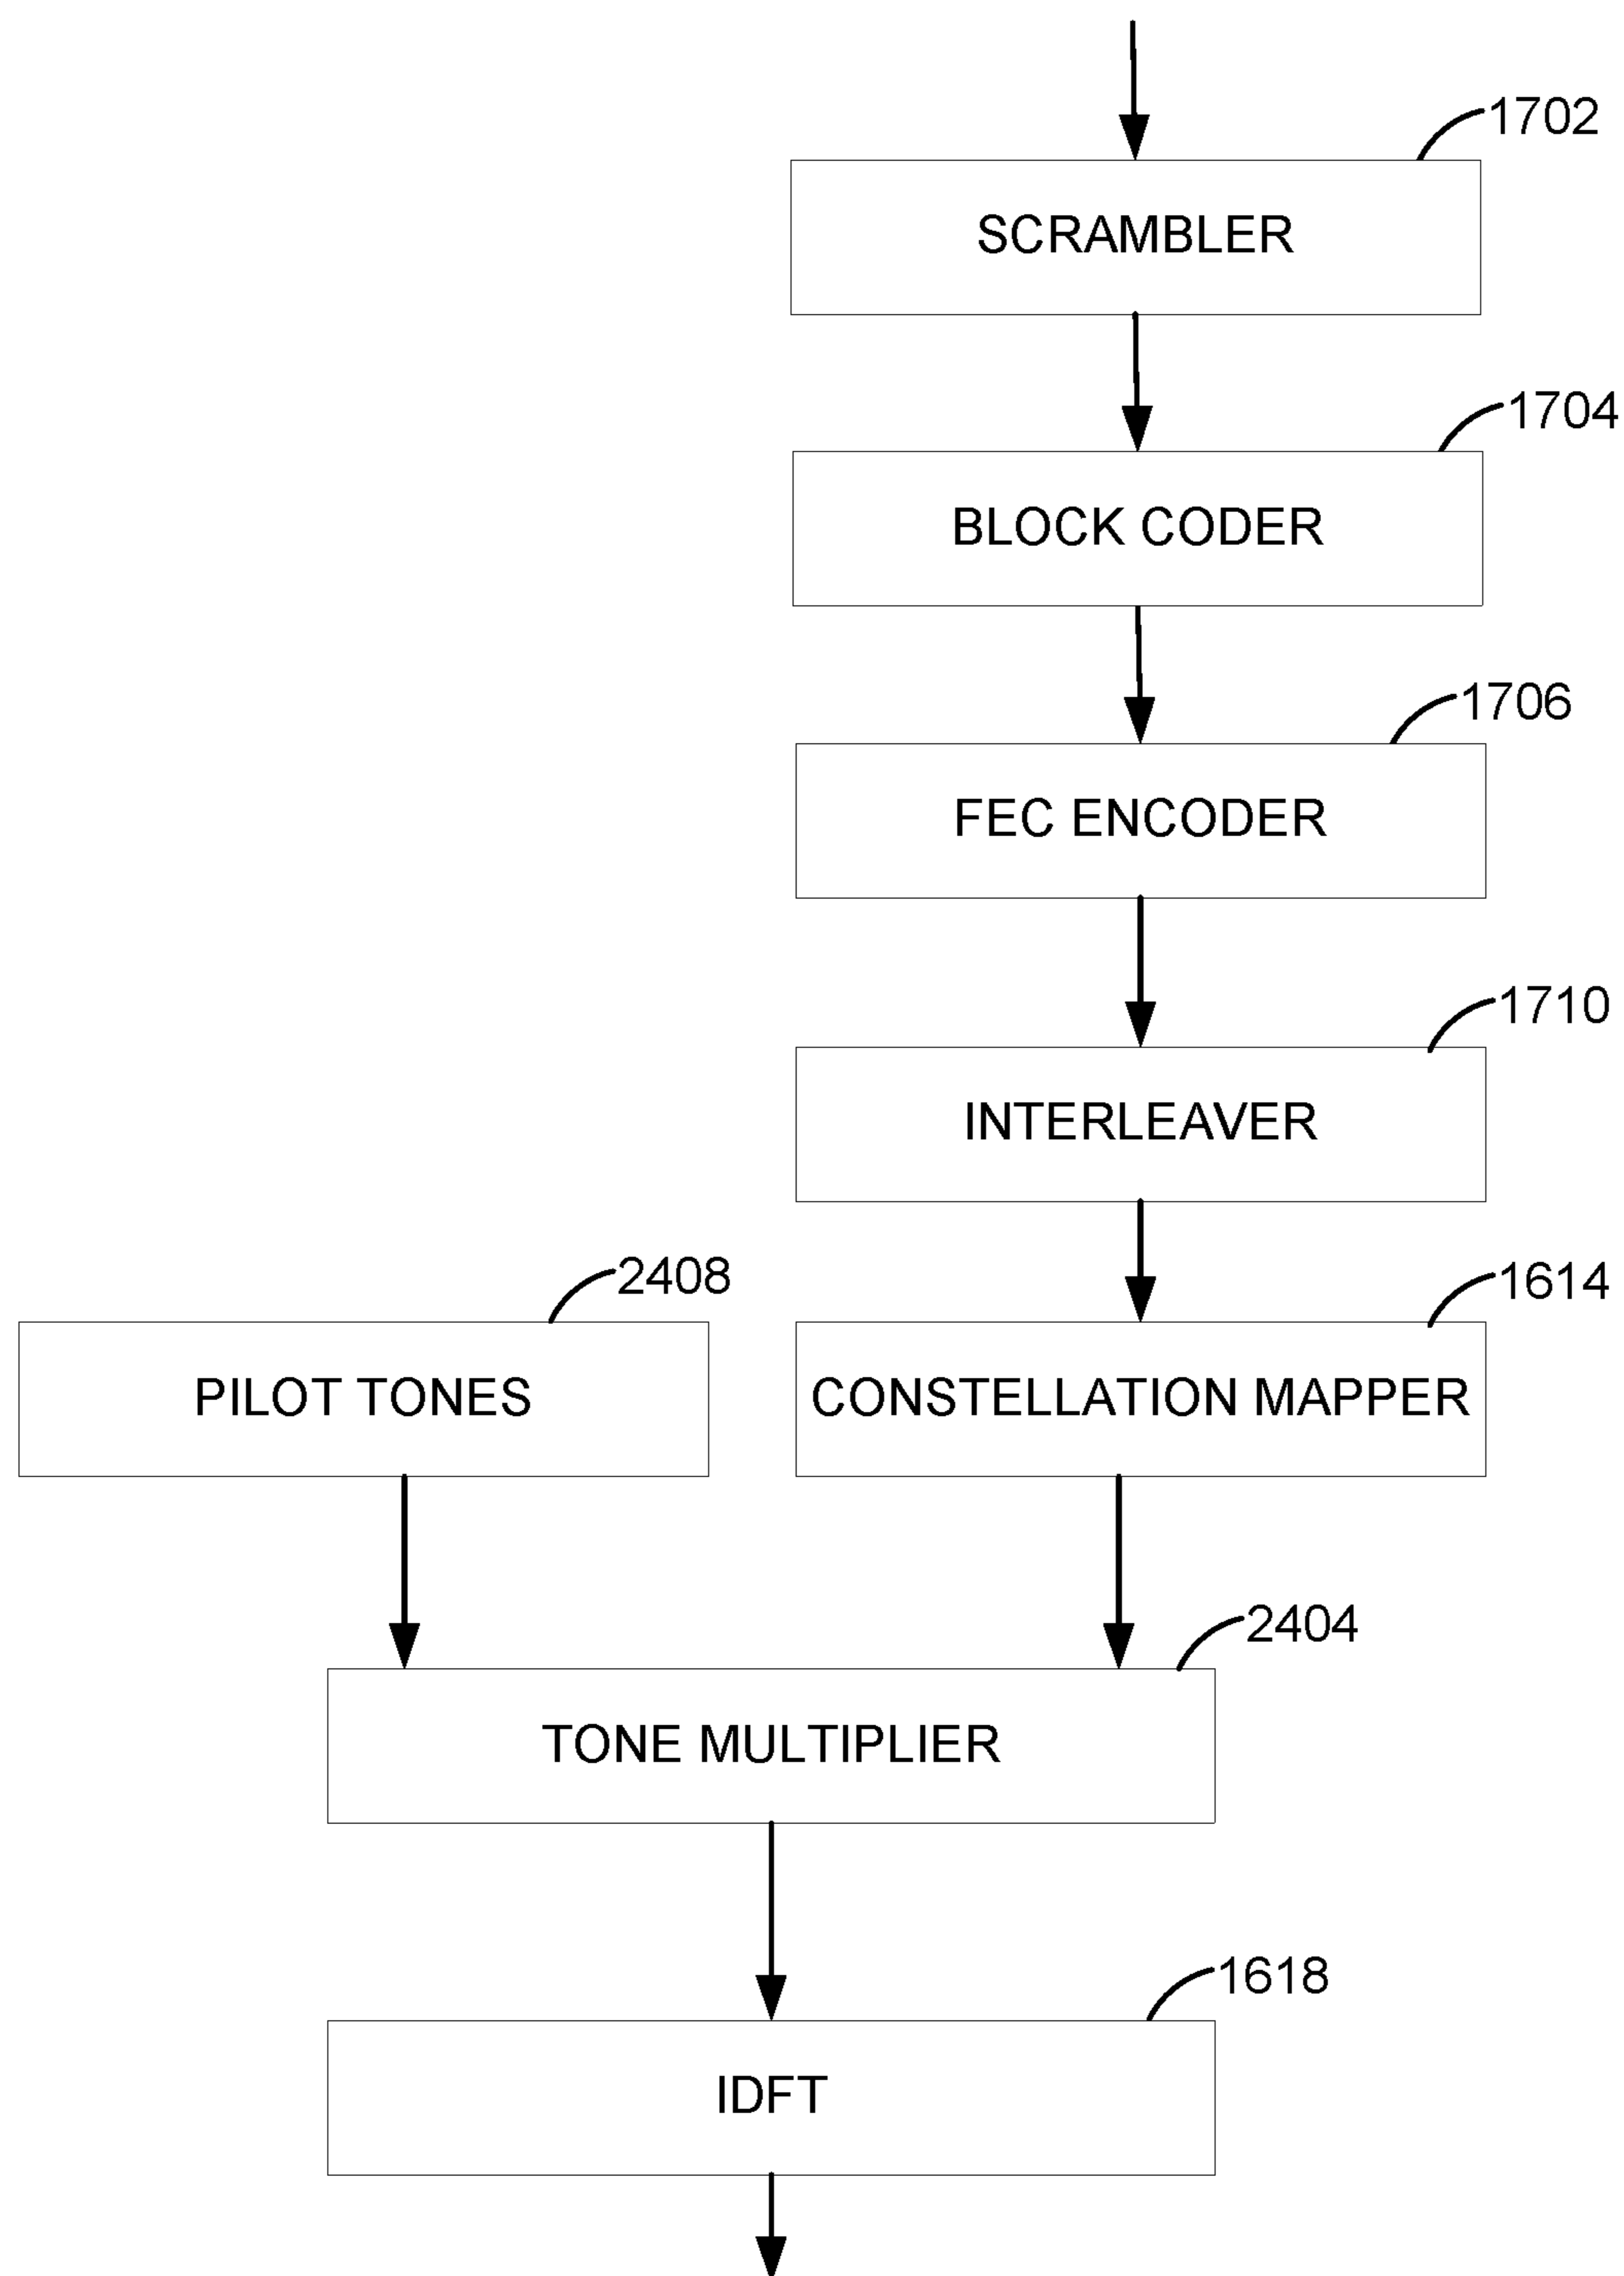 1702
SCRAMBLER
1704
BLOCK CODER
1706
FEC ENCODER
1710
INTERLEAVER
2408
1614
PILOT TONES
CONSTELLATION MAPPER
2404
TONE MULTIPLIER
1618
IDFT